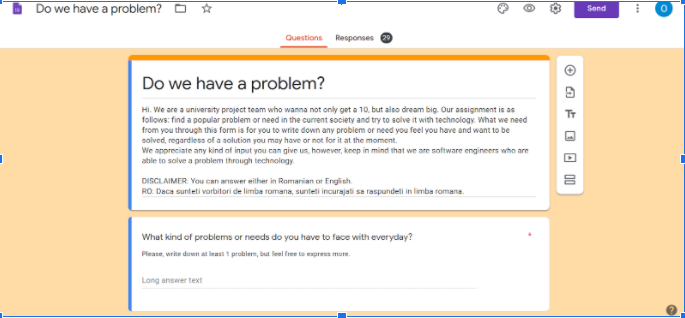 Do we have a problem?
Send
O
Questions Responses 29
Do we have a problem?
Hi. We are a university project team who wanna not only get a 10, but also dream big. Our assignment is as
follows: find a popular problem or need in the current society and try to solve it with technology. What we need
from you through this form is for you to write down any problem or need you feel you have and want to be
solved, regardless of a solution you may have or not for it at the moment.
We appreciate any kind of input you can give us, however, keep in mind that we are software engineers who are
able to solve a problem through technology.
DISCLAIMER: You can answer either in Romanian or English.
RO: Daca sunteti vorbitori de limba romana, sunteti incurajati sa raspundeti in limba romana.
What kind of problems or needs do you have to face with everyday? *
Please, write down at least 1 problem, but feel free to express more.
Long answer text